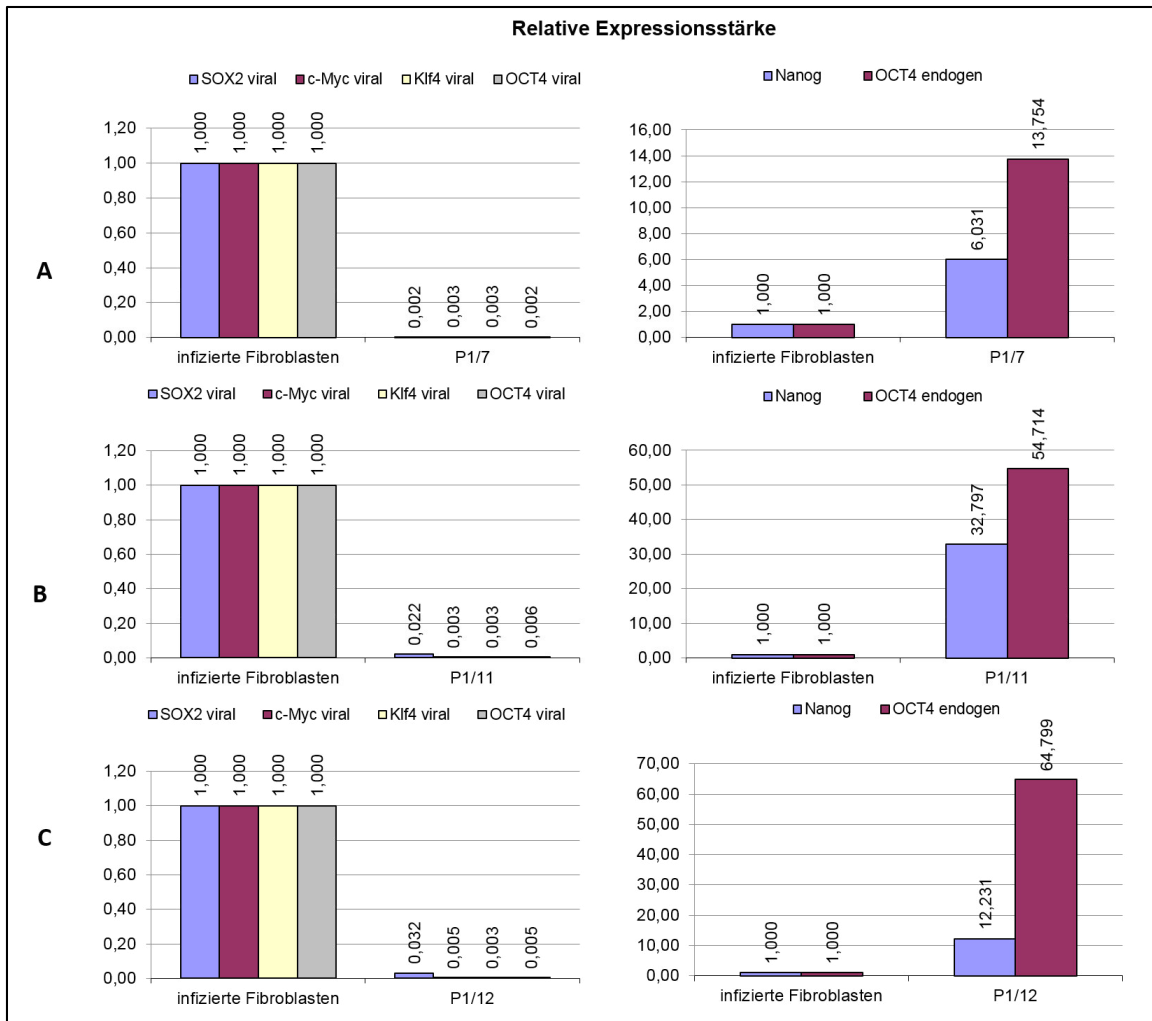 Relative Expressionsstärke
SOX2 viral c-Myc viral Klf4 viral OCT4 viral
1,000 1,000 1,000 1,000
1,20
1,00
0,80
0,60
0,40
0,20
0,00
0,002 0,003 0,003 0,002
infizierte Fibroblasten P1/7
Nanog OCT4 endogen
16,00
14,00
12,00
10,00
8,00
6,00
4,00
2,00
0,00
1,000 1,000 6,031 13,754
infizierte Fibroblasten P1/7
A
SOX2 viral c-Myc viral Klf4 viral OCT4 viral
1,000 1,000 1,000 1,000
1,20
1,00
0,80
0,60
0,40
0,20
0,00
0,022 0,003 0,003 0,006
infizierte Fibroblasten P1/11
Nanog OCT4 endogen
60,00
50,00
40,00
30,00
20,00
10,00
0,00
1,000 1,000 32,797 54,714
infizierte Fibroblasten P1/11
B
SOX2 viral c-Myc viral Klf4 viral OCT4 viral
1,000 1,000 1,000 1,000
1,20
1,00
0,80
0,60
0,40
0,20
0,00
0,032 0,005 0,003 0,005
infizierte Fibroblasten P1/12
Nanog OCT4 endogen
70,00
60,00
50,00
40,00
30,00
20,00
10,00
0,00
1,000 1,000 12,231 64,799
infizierte Fibroblasten P1/12
C